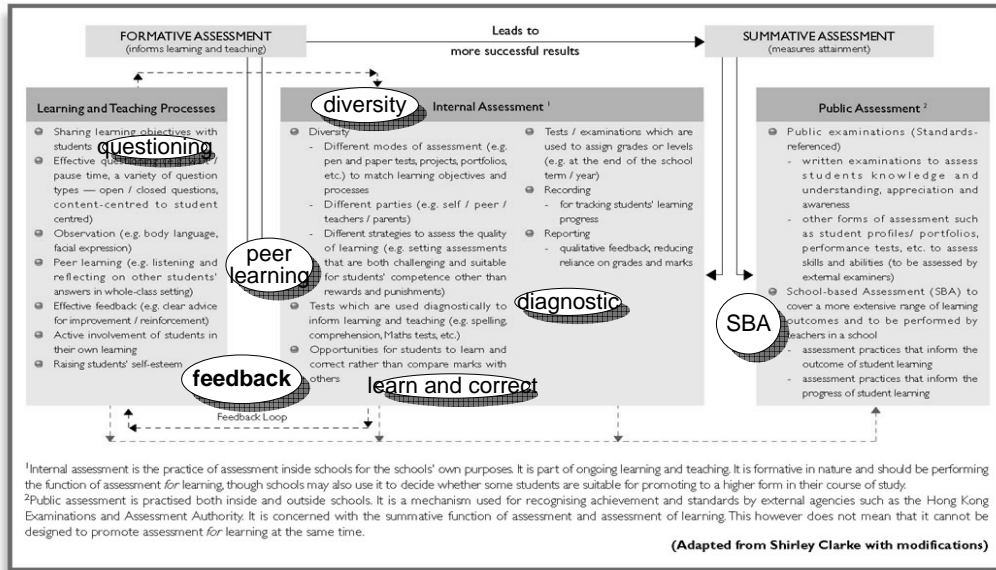 FORMATIVE ASSESSMENT
(informs learning and teaching)
Leads to
more successful results
SUMMATIVE ASSESSMENT
(measures attainment)
Learning and Teaching Processes
Sharing learning objectives with
students
questioning
Effective
pause time, a variety of question
types — open / closed questions,
content-centred to student
centred)
Observation (e.g. body language,
facial expression)
Peer learning (e.g. listening and
reflecting on other students'
answers in whole-class setting)
Effective feedback (e.g. clear advice
for improvement / reinforcement)
Active involvement of students in
their own learning
Raising students' self-esteem
peer
learning
feedback
diversity
Internal Assessment 1
Diversity
- Different modes of assessment (e.g.
pen and paper tests, projects, portfolios,
etc.) to match learning objectives and
processes
- Different parties (e.g. self / peer /
teachers / parents)
- Different strategies to assess the quality
of learning (e.g. setting assessments
that are both challenging and suitable
for students' competence other than
rewards and punishments)
Tests which are used diagnostically to
inform learning and teaching (e.g. spelling,
comprehension, Maths tests, etc.)
Opportunities for students to learn and
correct rather than compare marks with
others
learn and correct
Tests / examinations which are
used to assign grades or levels
(e.g. at the end of the school
term / year)
Recording
- for tracking students' learning
progress
Reporting
- qualitative feedback, reducing
reliance on grades and marks
diagnostic
SBA
Public Assessment 2
Public examinations (Standards-
referenced)
- written examinations to assess
students knowledge and
understanding, appreciation and
awareness
- other forms of assessment such
as student profiles/ portfolios,
performance tests, etc. to assess
skills and abilities (to be assessed by
external examiners)
School-based Assessment (SBA) to
cover a more extensive range of learning
outcomes and to be performed by
teachers in a school
- assessment practices that inform the
outcome of student learning
- assessment practices that inform the
progress of student learning
Feedback Loop
1Internal assessment is the practice of assessment inside schools for the schools' own purposes. It is part of ongoing learning and teaching. It is formative in nature and should be performing
the function of assessment for learning, though schools may also use it to decide whether some students are suitable for promoting to a higher form in their course of study.
2Public assessment is practised both inside and outside schools. It is a mechanism used for recognising achievement and standards by external agencies such as the Hong Kong
Examinations and Assessment Authority. It is concerned with the summative function of assessment and assessment of learning. This however does not mean that it cannot be
designed to promote assessment for learning at the same time.
(Adapted from Shirley Clarke with modifications)